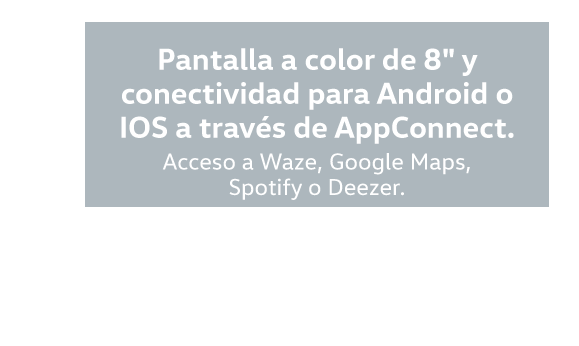 Pantalla a color de 8" y
conectividad para Android o
IOS a través de AppConnect.
Acceso a Waze, Google Maps,
Spotify o Deezer.